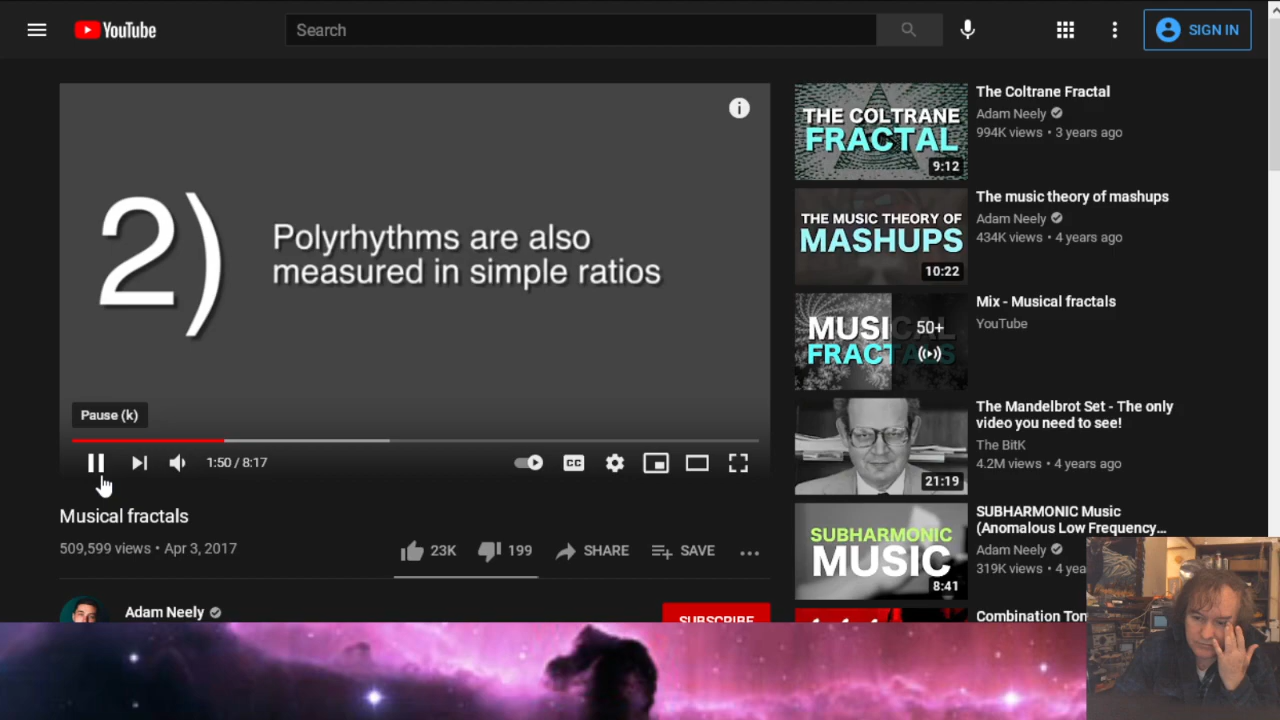 YouTube
Search
SIGN IN
2)
Polyrhythms are also
measured in simple ratios
Pause (k)
1:50 / 8:17
CC
Musical fractals
509,599 views • Apr 3, 2017
23K
199
SHARE
SAVE
Adam Neely
SUBSCRIBE
THE COLTRANE
FRACTAL
9:12
The Coltrane Fractal
Adam Neely
994K views • 3 years ago
THE MUSIC THEORY OF
MASHUPS
10:22
The music theory of mashups
Adam Neely
434K views • 4 years ago
MUSICAL
FRACTALS
50+
Mix - Musical fractals
YouTube
21:19
The Mandelbrot Set - The only
video you need to see!
The BitK
4.2M views • 4 years ago
SUBHARMONIC
MUSIC
8:41
SUBHARMONIC Music
(Anomalous Low Frequency...
Adam Neely
319K views • 4 yea
Combination Ton